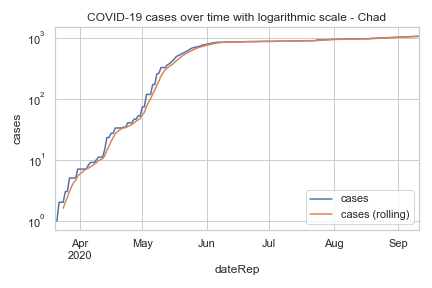 COVID-19 cases over time with logarithmic scale - Chad
10³
10²
10¹
10⁰
cases
cases
cases (rolling)
Apr
2020
May
Jun
Jul
Aug
Sep
dateRep